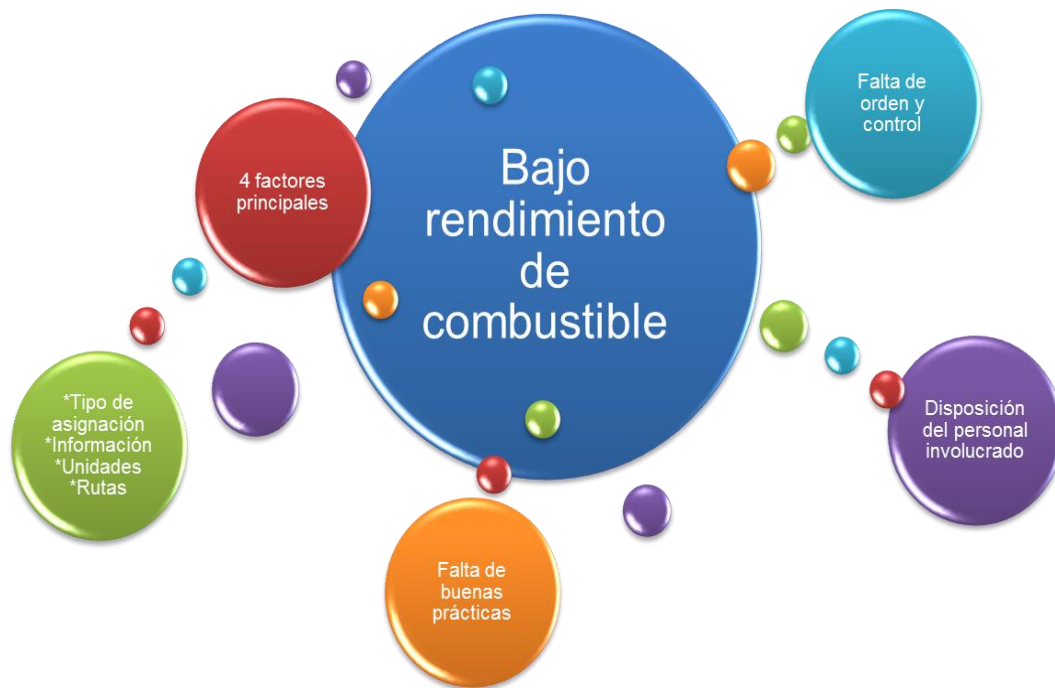 Bajo
rendimiento
de
combustible
4 factores
principales
*Tipo de
asignación
*Información
*Unidades
*Rutas
Falta de
buenas
prácticas
Disposición
del personal
involucrado
Falta de
orden y
control